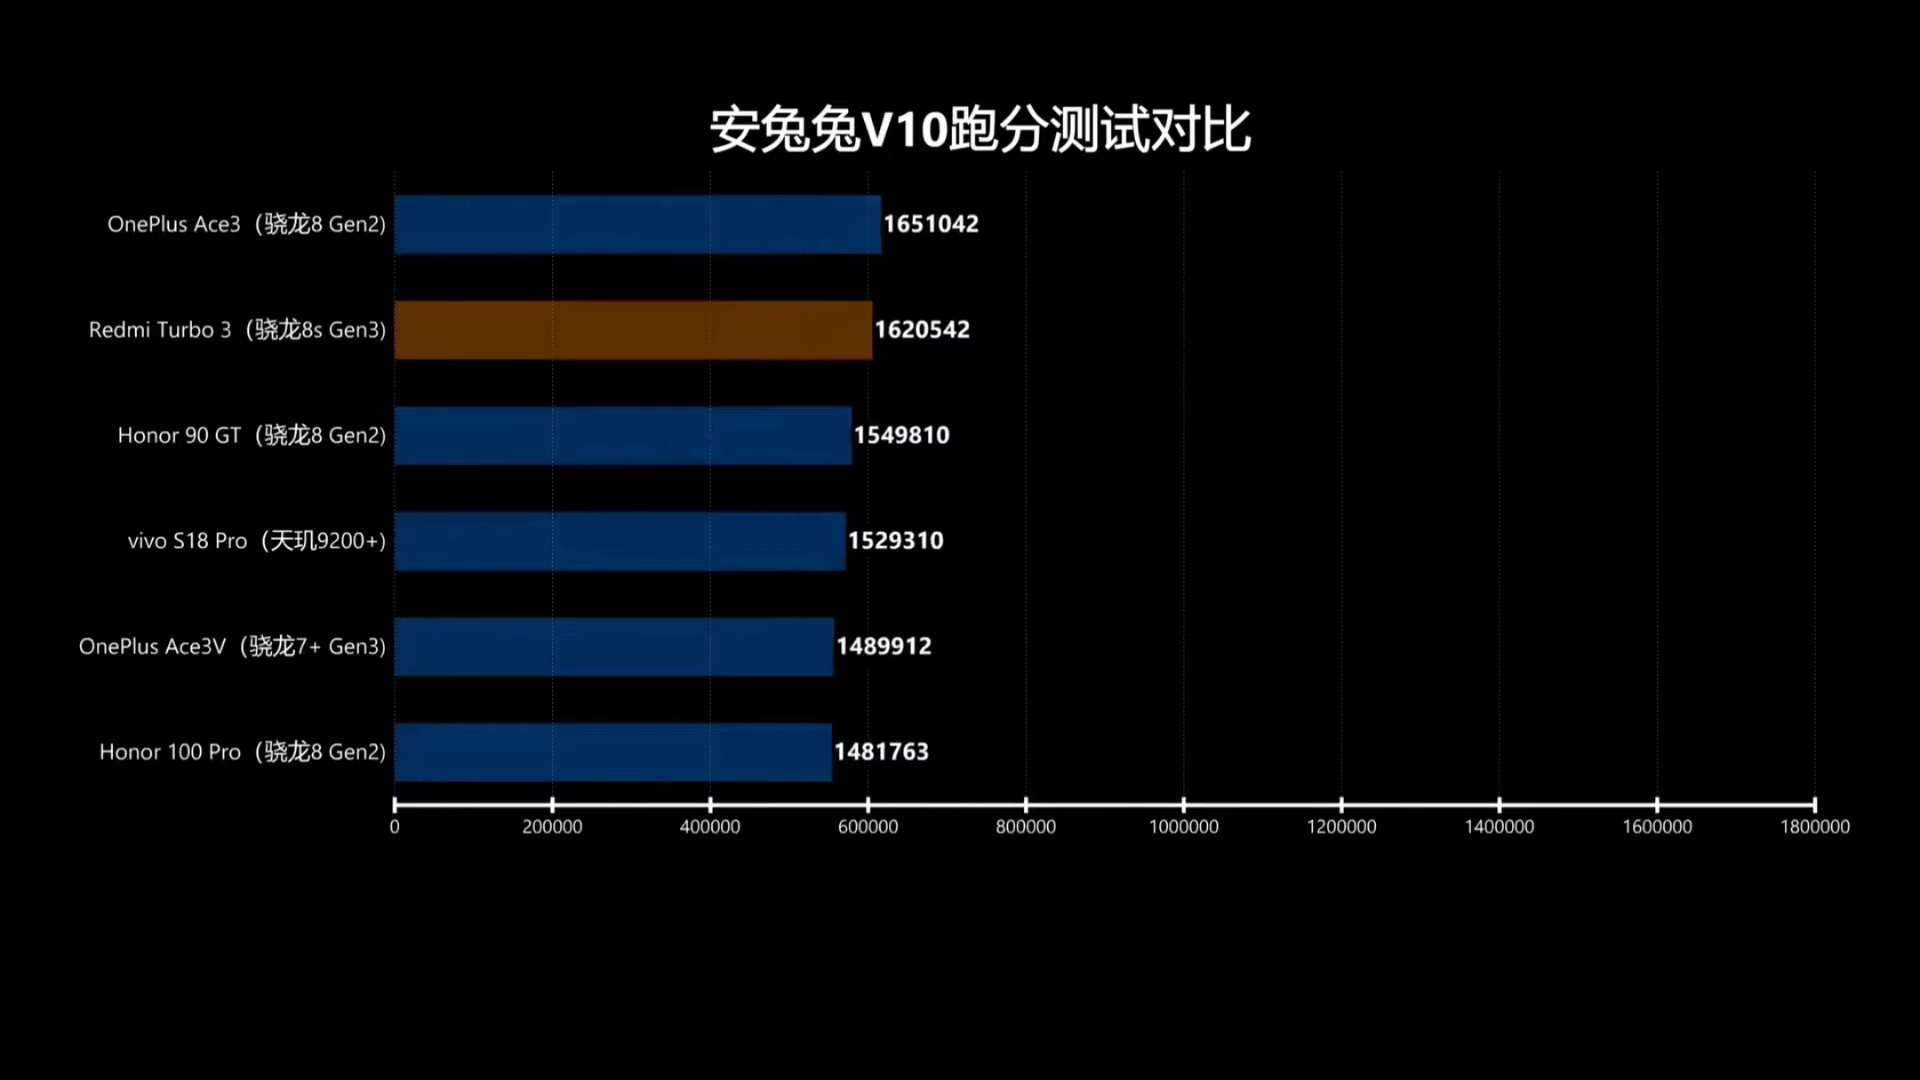 安兔兔V10跑分测试对比
OnePlus Ace3（骁龙8 Gen2） 1651042
Redmi Turbo 3（骁龙8s Gen3） 1620542
Honor 90 GT（骁龙8 Gen2） 1549810
vivo S18 Pro（天玑9200+） 1529310
OnePlus Ace3V（骁龙7+ Gen3） 1489912
Honor 100 Pro（骁龙8 Gen2） 1481763
0 200000 400000 600000 800000 1000000 1200000 1400000 1600000 1800000